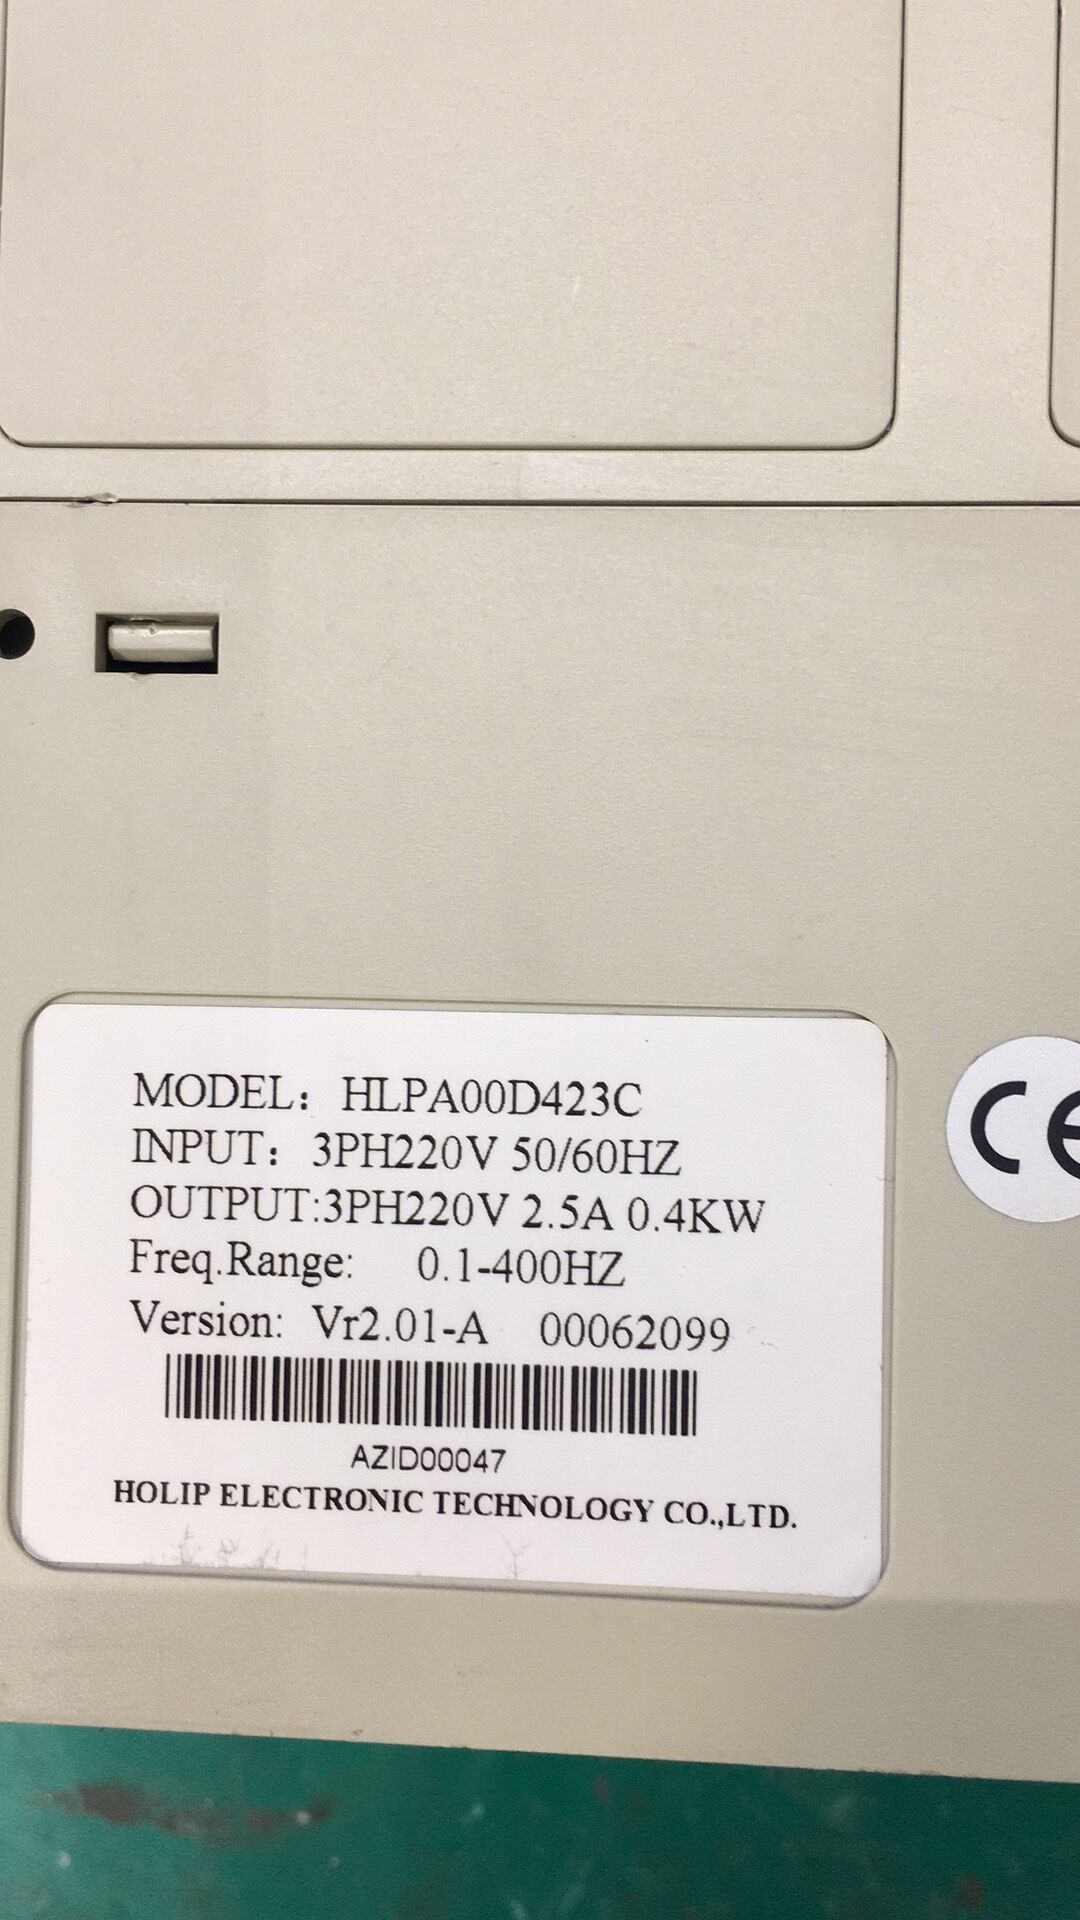 MODEL：HLPA00D423C
INPUT：3PH220V 50/60HZ
OUTPUT:3PH220V 2.5A 0.4KW
Freq.Range: 0.1-400HZ
Version: Vr2.01-A 00062099
AZID00047
HOLIP ELECTRONIC TECHNOLOGY CO.,LTD.
CE